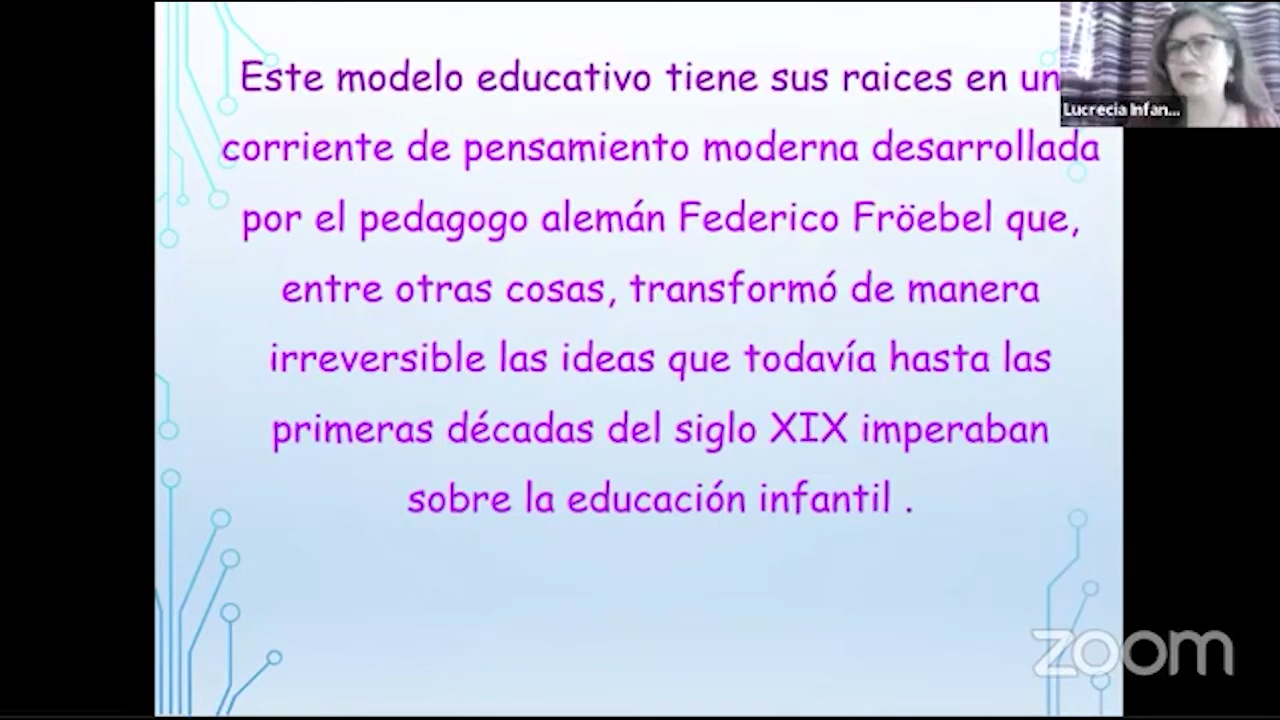 Este modelo educativo tiene sus raices en un
corriente de pensamiento moderna desarrollada
por el pedagogo alemán Federico Fröebel que,
entre otras cosas, transformó de manera
irreversible las ideas que todavía hasta las
primeras décadas del siglo XIX imperaban
sobre la educación infantil .
Lucrecia Infan...
zoom